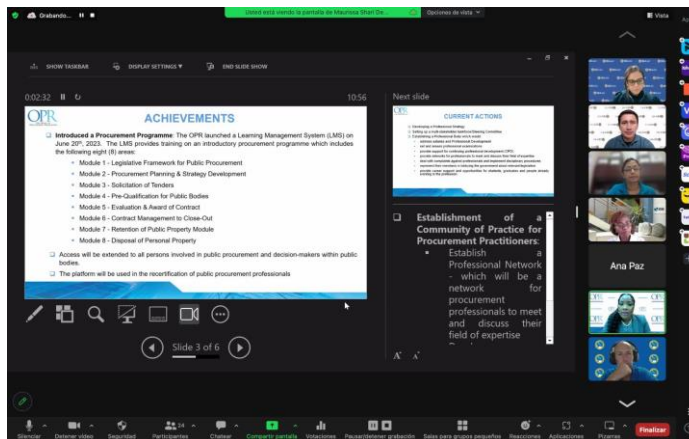 Grabando...
Usted está viendo la pantalla de Maurissa Shari De...
Opciones de vista
Vista
SHOW TASKBAR
DISPLAY SETTINGS ▼
END SLIDE SHOW
0:02:32
10:56
Next slide
OPR
ACHIEVEMENTS
Introduced a Procurement Programme: The OPR launched a Learning Management System (LMS) on
June 20th, 2023. The LMS provides training on an introductory procurement programme which includes
the following eight (8) areas:
Module 1 - Legislative Framework for Public Procurement
Module 2 - Procurement Planning & Strategy Development
Module 3 - Solicitation of Tenders
Module 4 - Pre-Qualification for Public Bodies
Module 5 - Evaluation & Award of Contract
Module 6 - Contract Management to Close-Out
Module 7 - Retention of Public Property Module
Module 8 - Disposal of Personal Property
Access will be extended to all persons involved in public procurement and decision-makers within public
bodies.
The platform will be used in the recertification of public procurement professionals
CURRENT ACTIONS
Establishment of a
Community of Practice for
Procurement Practitioners:
Establish a
Professional Network
- which will be a
network for
procurement
professionals to meet
and discuss their
field of expertise
Slide 3 of 6
Ana Paz
Silenciar
Detener vídeo
Seguridad
Participantes
Chatear
Compartir pantalla
Votaciones
Pausar/detener grabación
Salas para grupos pequeños
Reacciones
Aplicaciones
Pizarras
Finalizar